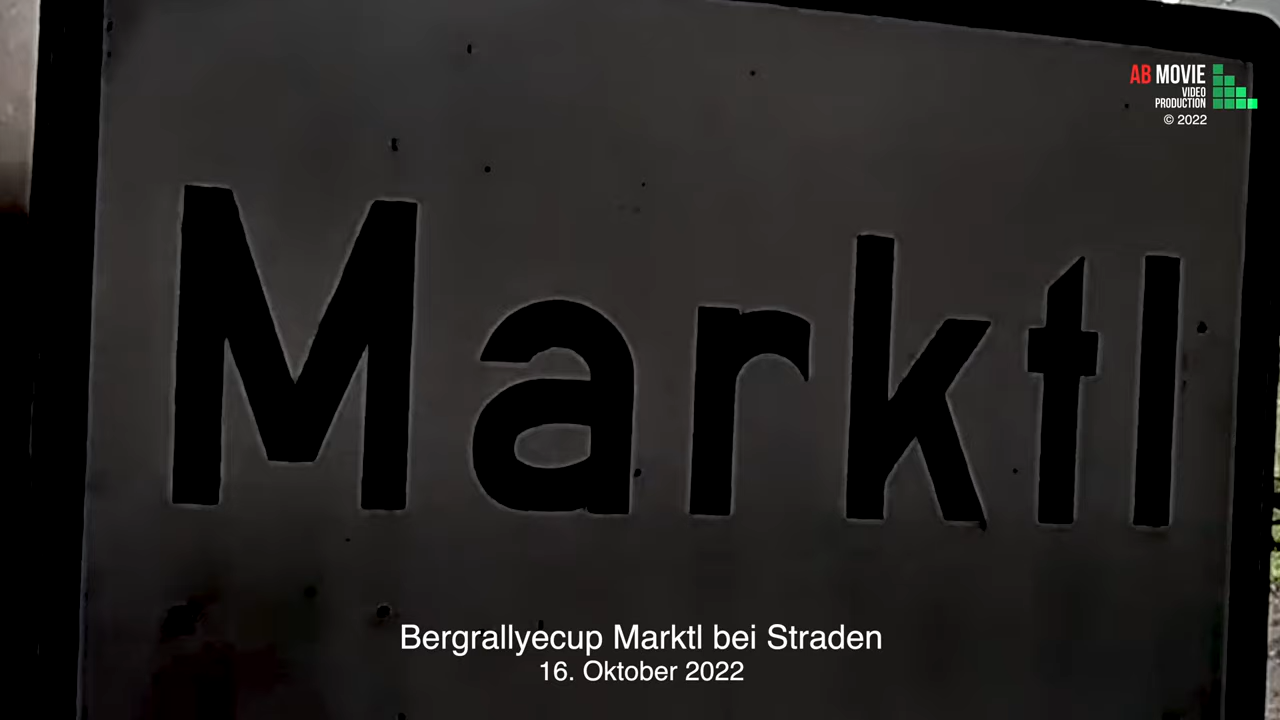 AB MOVIE
VIDEO
PRODUCTION
© 2022
Marktl
Bergrallyecup Marktl bei Straden
16. Oktober 2022